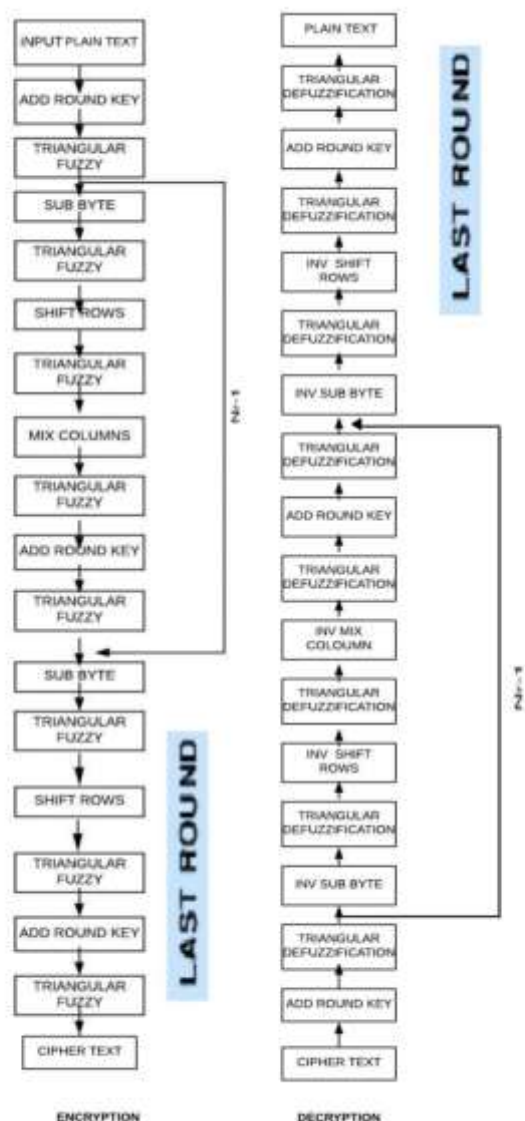 INPUT PLAIN TEXT
ADD ROUND KEY
TRIANGULAR
FUZZY
SUB BYTE
TRIANGULAR
FUZZY
SHIFT ROWS
TRIANGULAR
FUZZY
MIX COLUMNS
TRIANGULAR
FUZZY
ADD ROUND KEY
TRIANGULAR
FUZZY
SUB BYTE
TRIANGULAR
FUZZY
SHIFT ROWS
TRIANGULAR
FUZZY
ADD ROUND KEY
TRIANGULAR
FUZZY
CIPHER TEXT
Nr-1
LAST ROUND
ENCRYPTION
PLAIN TEXT
TRIANGULAR
DEFUZZIFICATION
ADD ROUND KEY
TRIANGULAR
DEFUZZIFICATION
INV SHIFT
ROWS
TRIANGULAR
DEFUZZIFICATION
INV SUB BYTE
TRIANGULAR
DEFUZZIFICATION
ADD ROUND KEY
TRIANGULAR
DEFUZZIFICATION
INV MIX
COLOUMN
TRIANGULAR
DEFUZZIFICATION
INV SHIFT
ROWS
TRIANGULAR
DEFUZZIFICATION
INV SUB BYTE
TRIANGULAR
DEFUZZIFICATION
ADD ROUND KEY
CIPHER TEXT
LAST ROUND
Nr-1
DECRYPTION